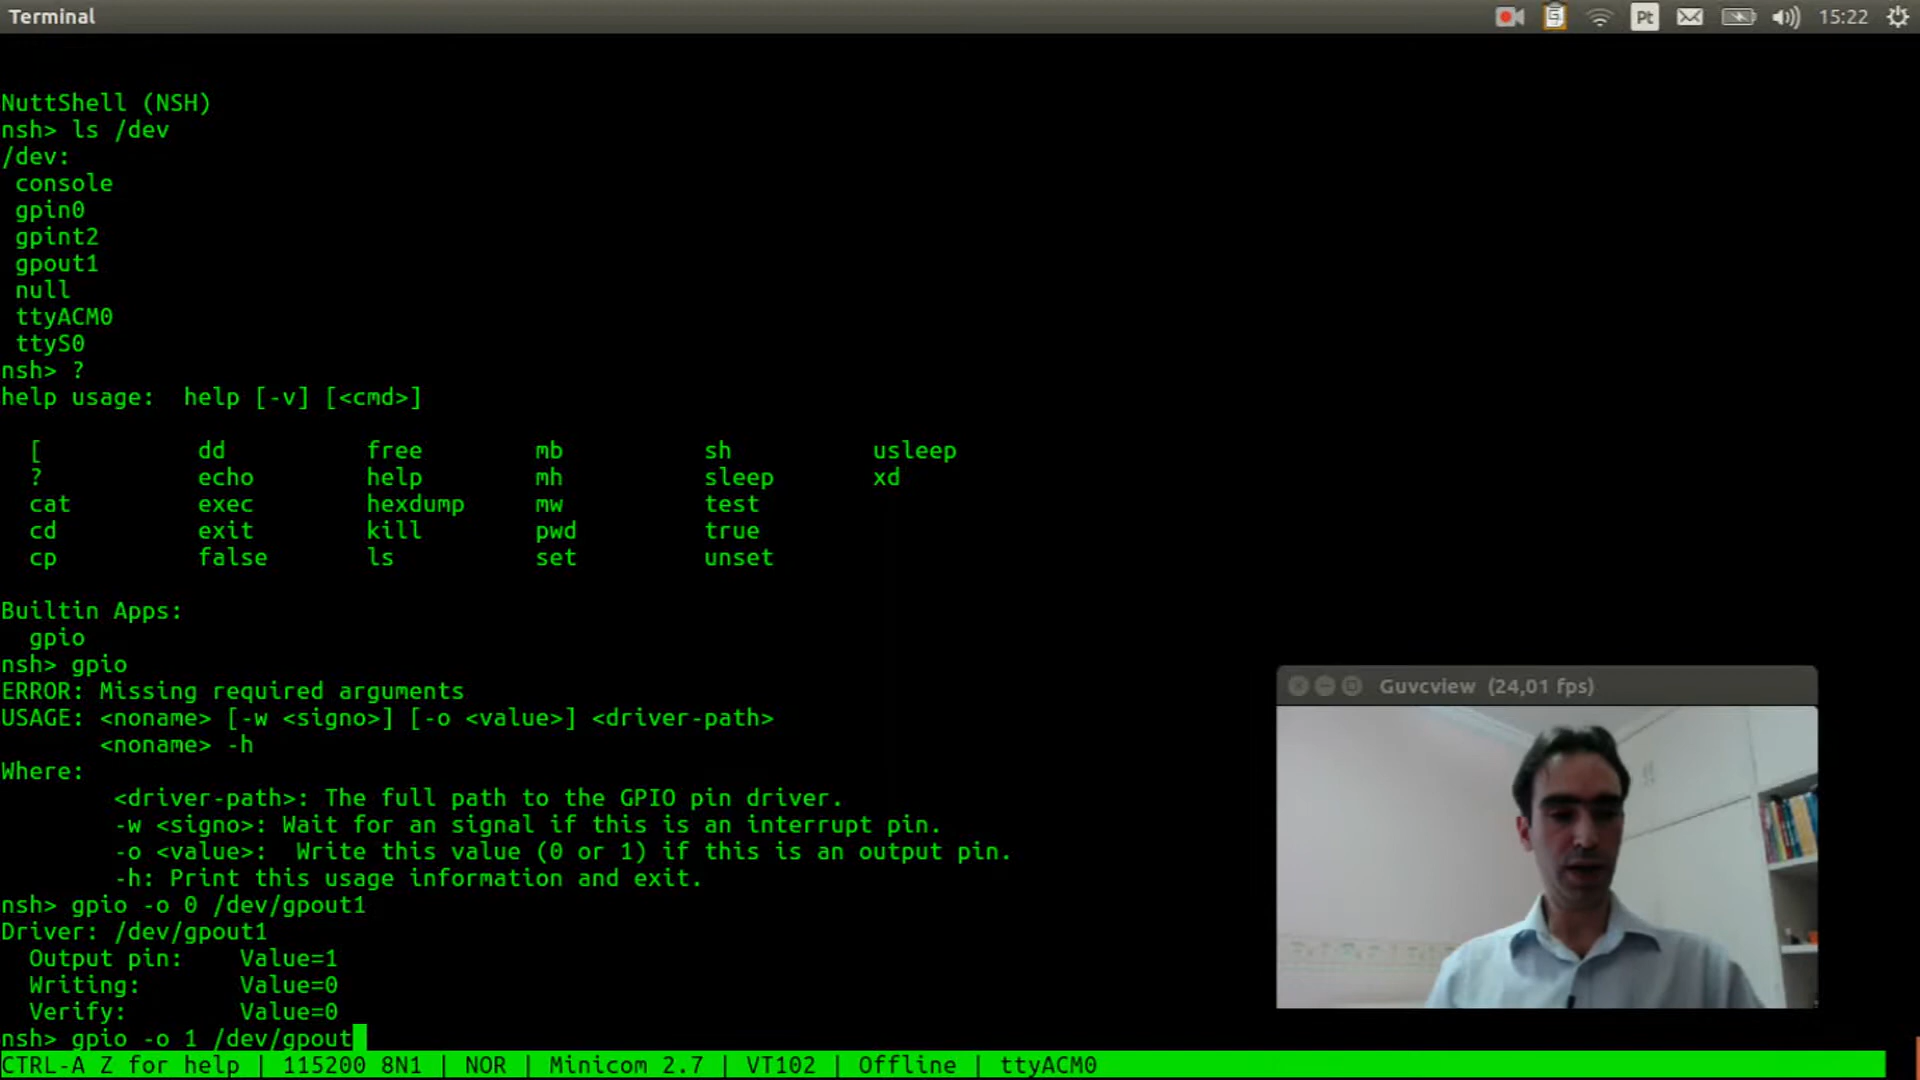 Terminal
Pt
15:22
NuttShell (NSH)
nsh> ls /dev
/dev:
console
gpin0
gpint2
gpout1
null
ttyACM0
ttyS0
nsh> ?
help usage:  help [-v] [<cmd>]
[ dd free mb sh usleep
? echo help mh sleep xd
cat exec hexdump mw test
cd exit kill pwd true
cp false ls set unset
Builtin Apps:
gpio
nsh> gpio
ERROR: Missing required arguments
USAGE: <noname> [-w <signo>] [-o <value>] <driver-path>
<noname> -h
Where:
<driver-path>: The full path to the GPIO pin driver.
-w <signo>: Wait for an signal if this is an interrupt pin.
-o <value>:  Write this value (0 or 1) if this is an output pin.
-h: Print this usage information and exit.
nsh> gpio -o 0 /dev/gpout1
Driver: /dev/gpout1
Output pin: Value=1
Writing: Value=0
Verify: Value=0
nsh> gpio -o 1 /dev/gpout
CTRL-A Z for help | 115200 8N1 | NOR | Minicom 2.7 | VT102 | Offline | ttyACM0
Guvcview (24,01 fps)